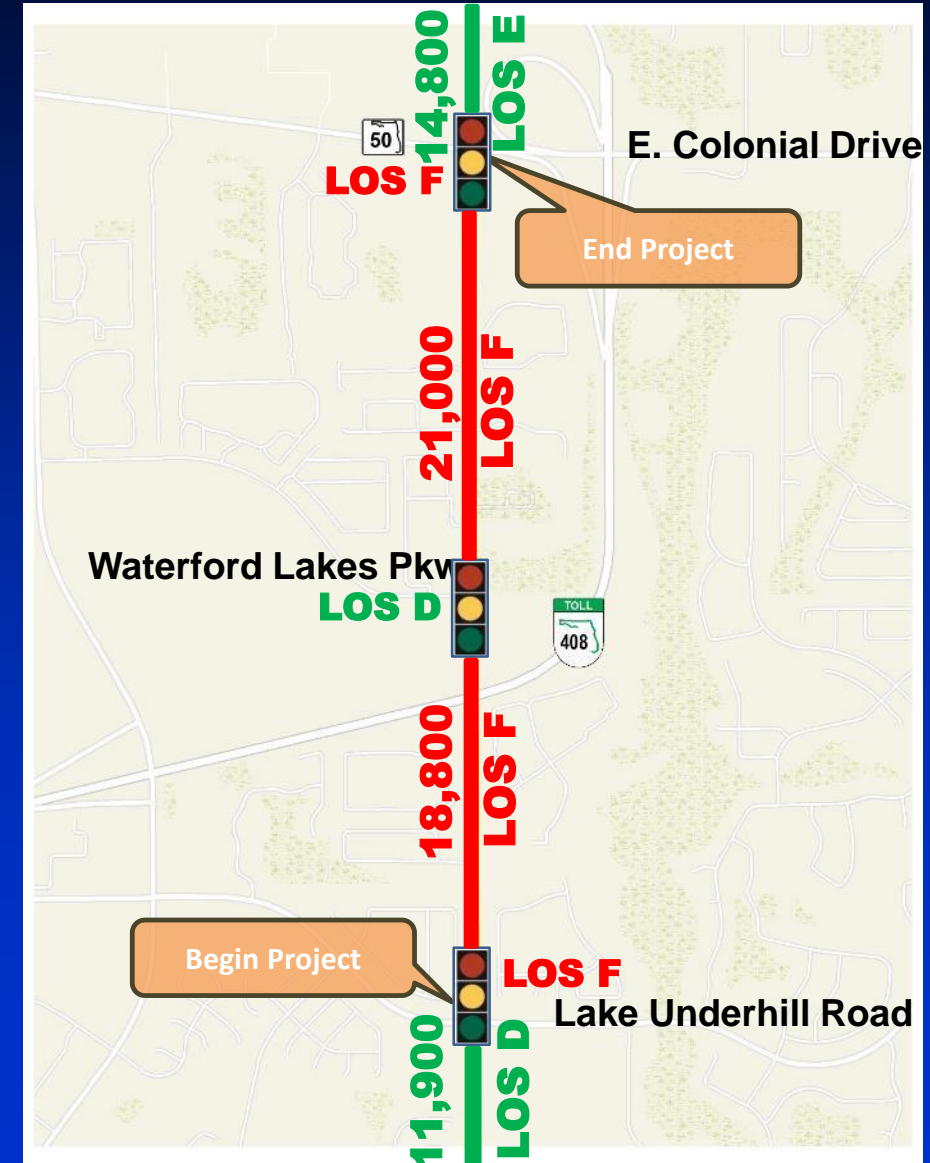 14,800
LOS E
50
E. Colonial Drive
LOS F
End Project
21,000
LOS F
Waterford Lakes Pkw
LOS D
TOLL
408
18,800
LOS F
Begin Project
LOS F
Lake Underhill Road
11,900
LOS D